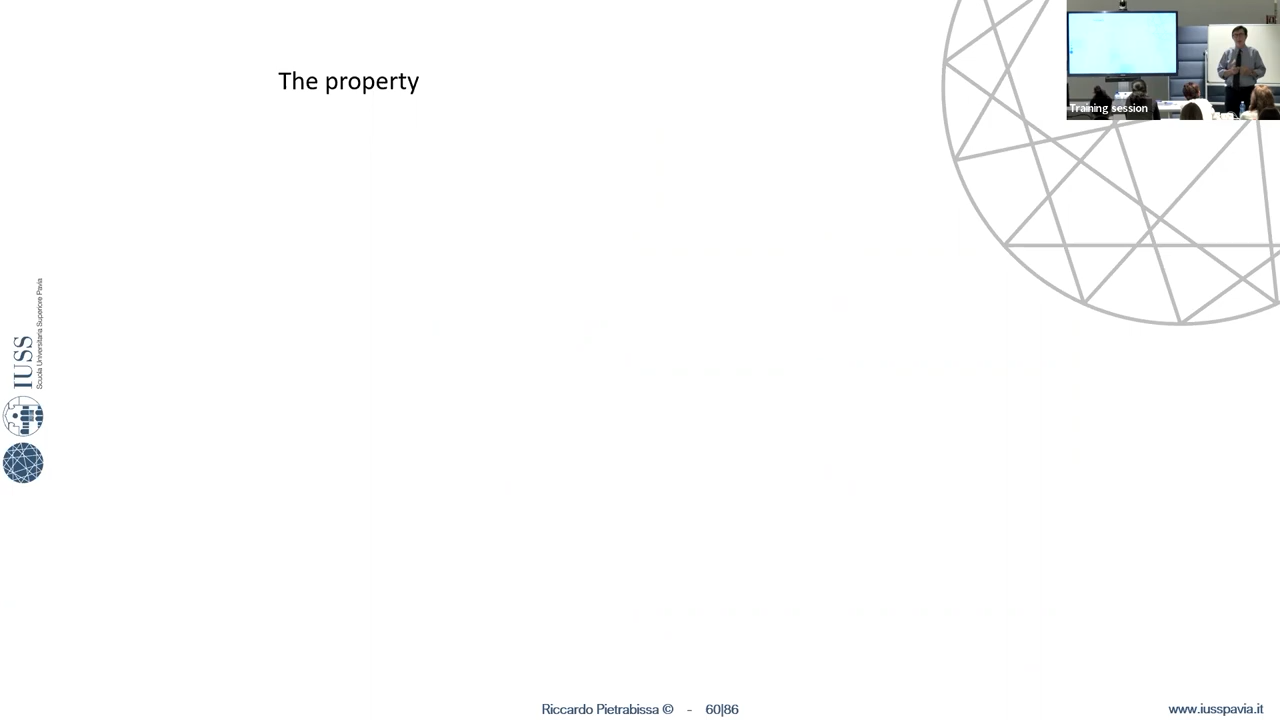 The property
Training session
IUSS
Scuola Universitaria Superiore Pavia
Riccardo Pietrabissa © - 60|86
www.iusspavia.it